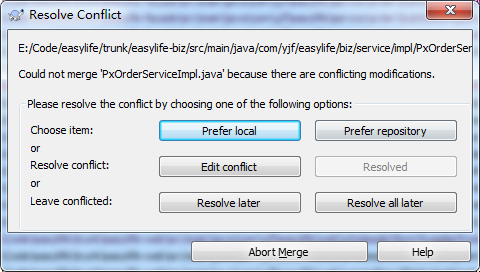 Resolve Conflict
E:/Code/easylife/trunk/easylife-biz/src/main/java/com/yjf/easylife/biz/service/impl/PxOrderSer
Could not merge 'PxOrderServiceImpl.java' because there are conflicting modifications.
Please resolve the conflict by choosing one of the following options:
Choose item: Prefer local Prefer repository
or
Resolve conflict: Edit conflict Resolved
or
Leave conflicted: Resolve later Resolve all later
Abort Merge Help